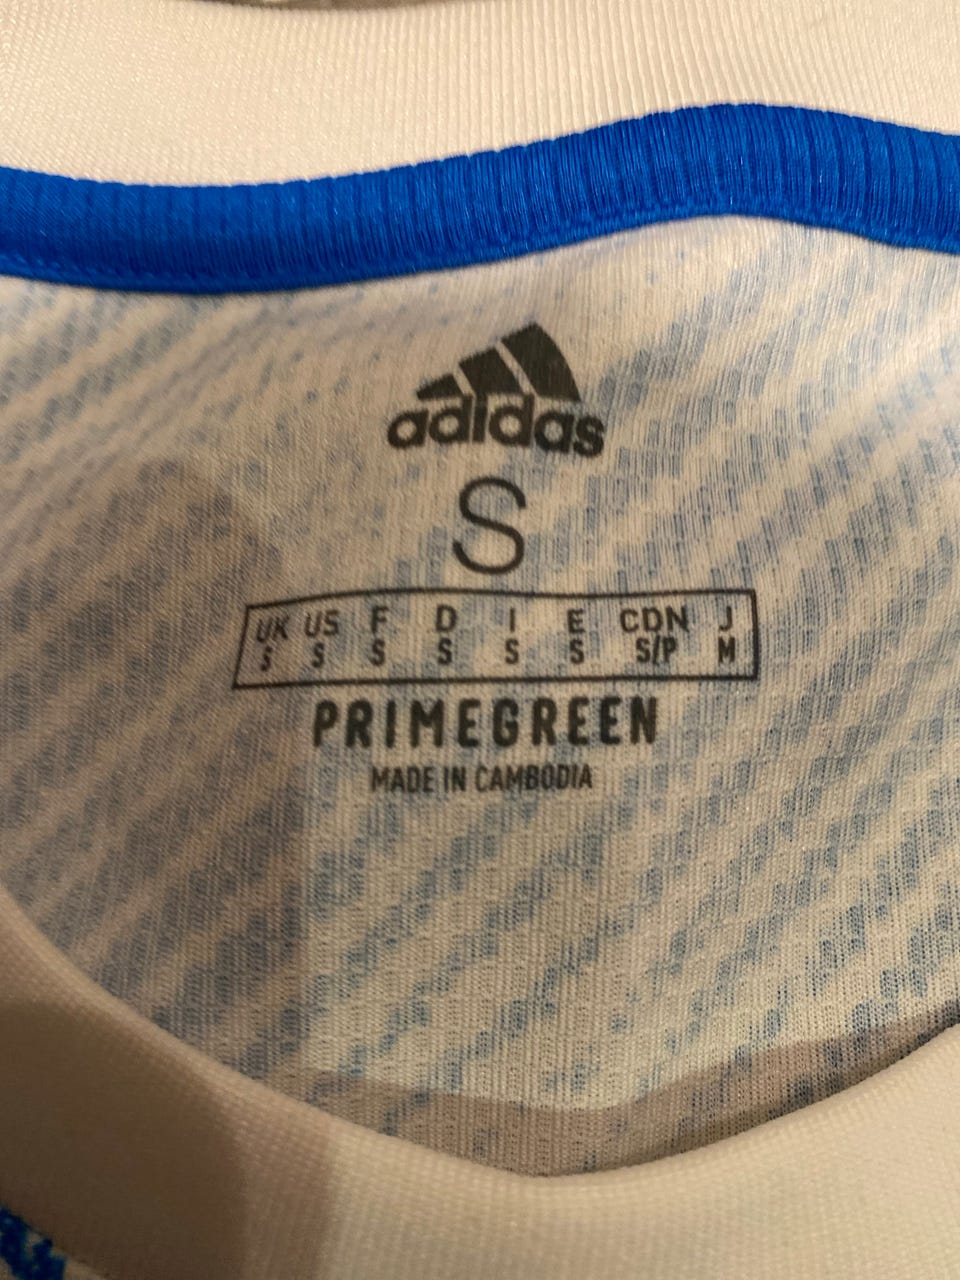 adidas
S
UK US F D I E CDN J
S S S S S S S/P M
PRIMEGREEN
MADE IN CAMBODIA